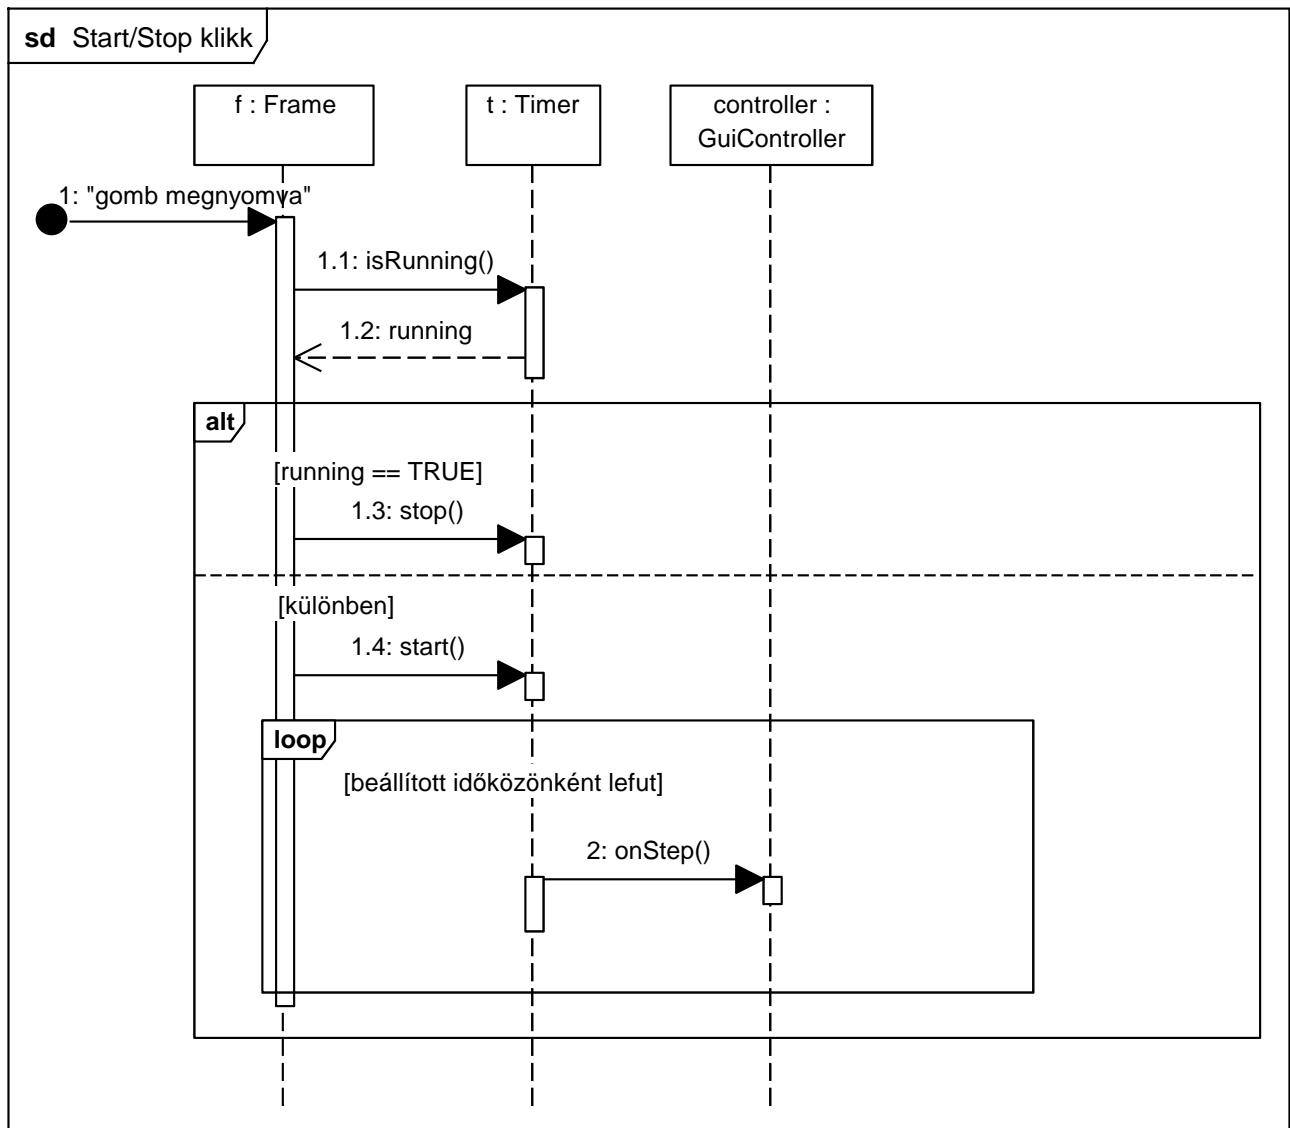 sd Start/Stop klikk
f : Frame
t : Timer
controller :
GuiController
1: "gomb megnyomva"
1.1: isRunning()
1.2: running
alt
[running == TRUE]
1.3: stop()
[különben]
1.4: start()
loop
[beállított időközönként lefut]
2: onStep()